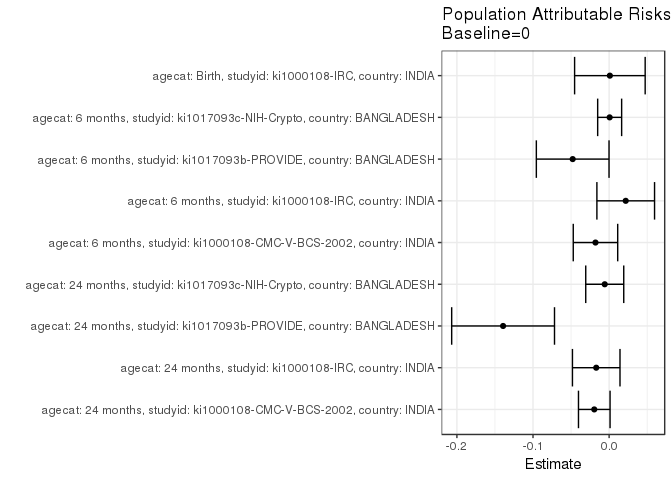 Population Attributable Risks
Baseline=0
agecat: Birth, studyid: ki1000108-IRC, country: INDIA
agecat: 6 months, studyid: ki1017093c-NIH-Crypto, country: BANGLADESH
agecat: 6 months, studyid: ki1017093b-PROVIDE, country: BANGLADESH
agecat: 6 months, studyid: ki1000108-IRC, country: INDIA
agecat: 6 months, studyid: ki1000108-CMC-V-BCS-2002, country: INDIA
agecat: 24 months, studyid: ki1017093c-NIH-Crypto, country: BANGLADESH
agecat: 24 months, studyid: ki1017093b-PROVIDE, country: BANGLADESH
agecat: 24 months, studyid: ki1000108-IRC, country: INDIA
agecat: 24 months, studyid: ki1000108-CMC-V-BCS-2002, country: INDIA
-0.2 -0.1 0.0
Estimate